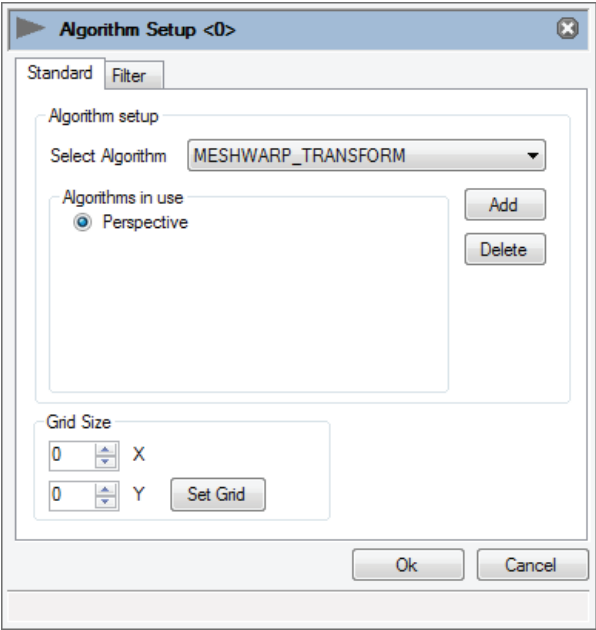 Algorithm Setup <0>
Standard Filter
Algorithm setup
Select Algorithm MESHWARP_TRANSFORM
Algorithms in use
Perspective
Add
Delete
Grid Size
0 X
0 Y Set Grid
Ok Cancel